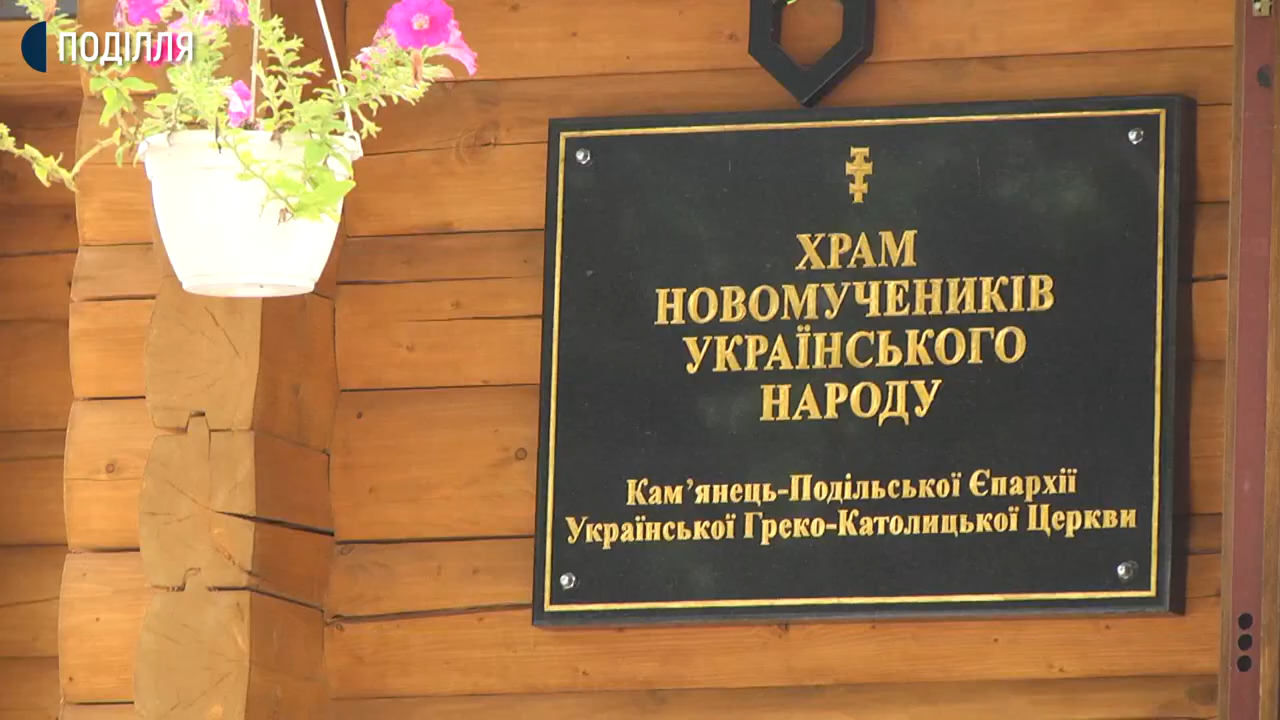 ПОДІЛЛЯ
ХРАМ
НОВОМУЧЕНИКІВ
УКРАЇНСЬКОГО
НАРОДУ
Кам’янець-Подільської Єпархії
Української Греко-Католицької Церкви